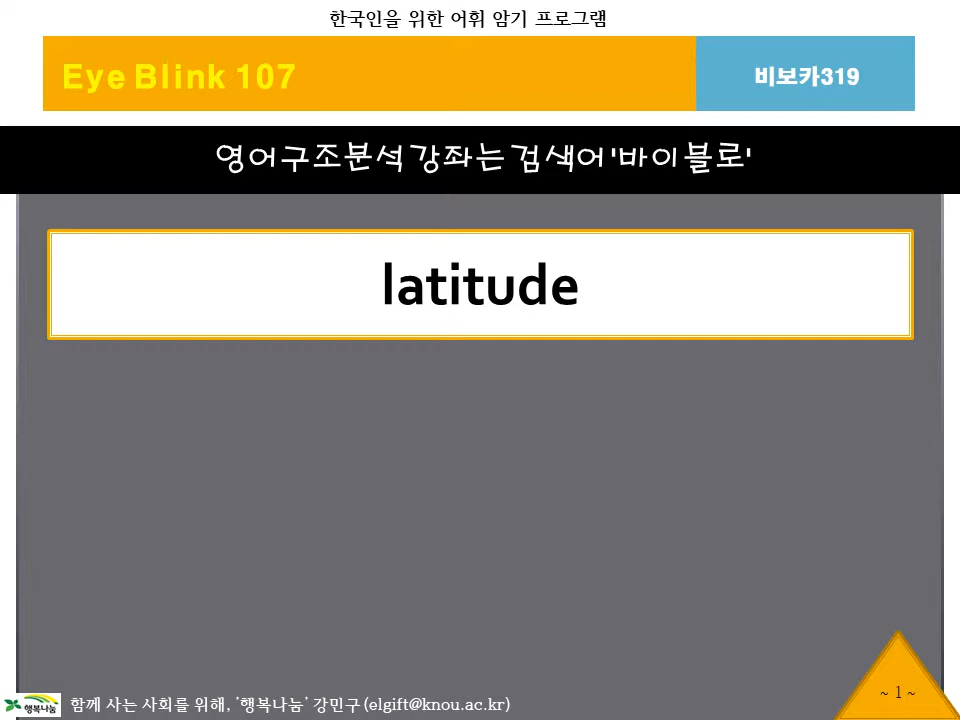 한국인을 위한 어휘 암기 프로그램
Eye Blink 107
비보카319
영어구조분석 강좌는 검색어 '바이블로'
latitude
~ 1 ~
행복나눔
함께 사는 사회를 위해, '행복나눔' 강민구(elgift@knou.ac.kr)